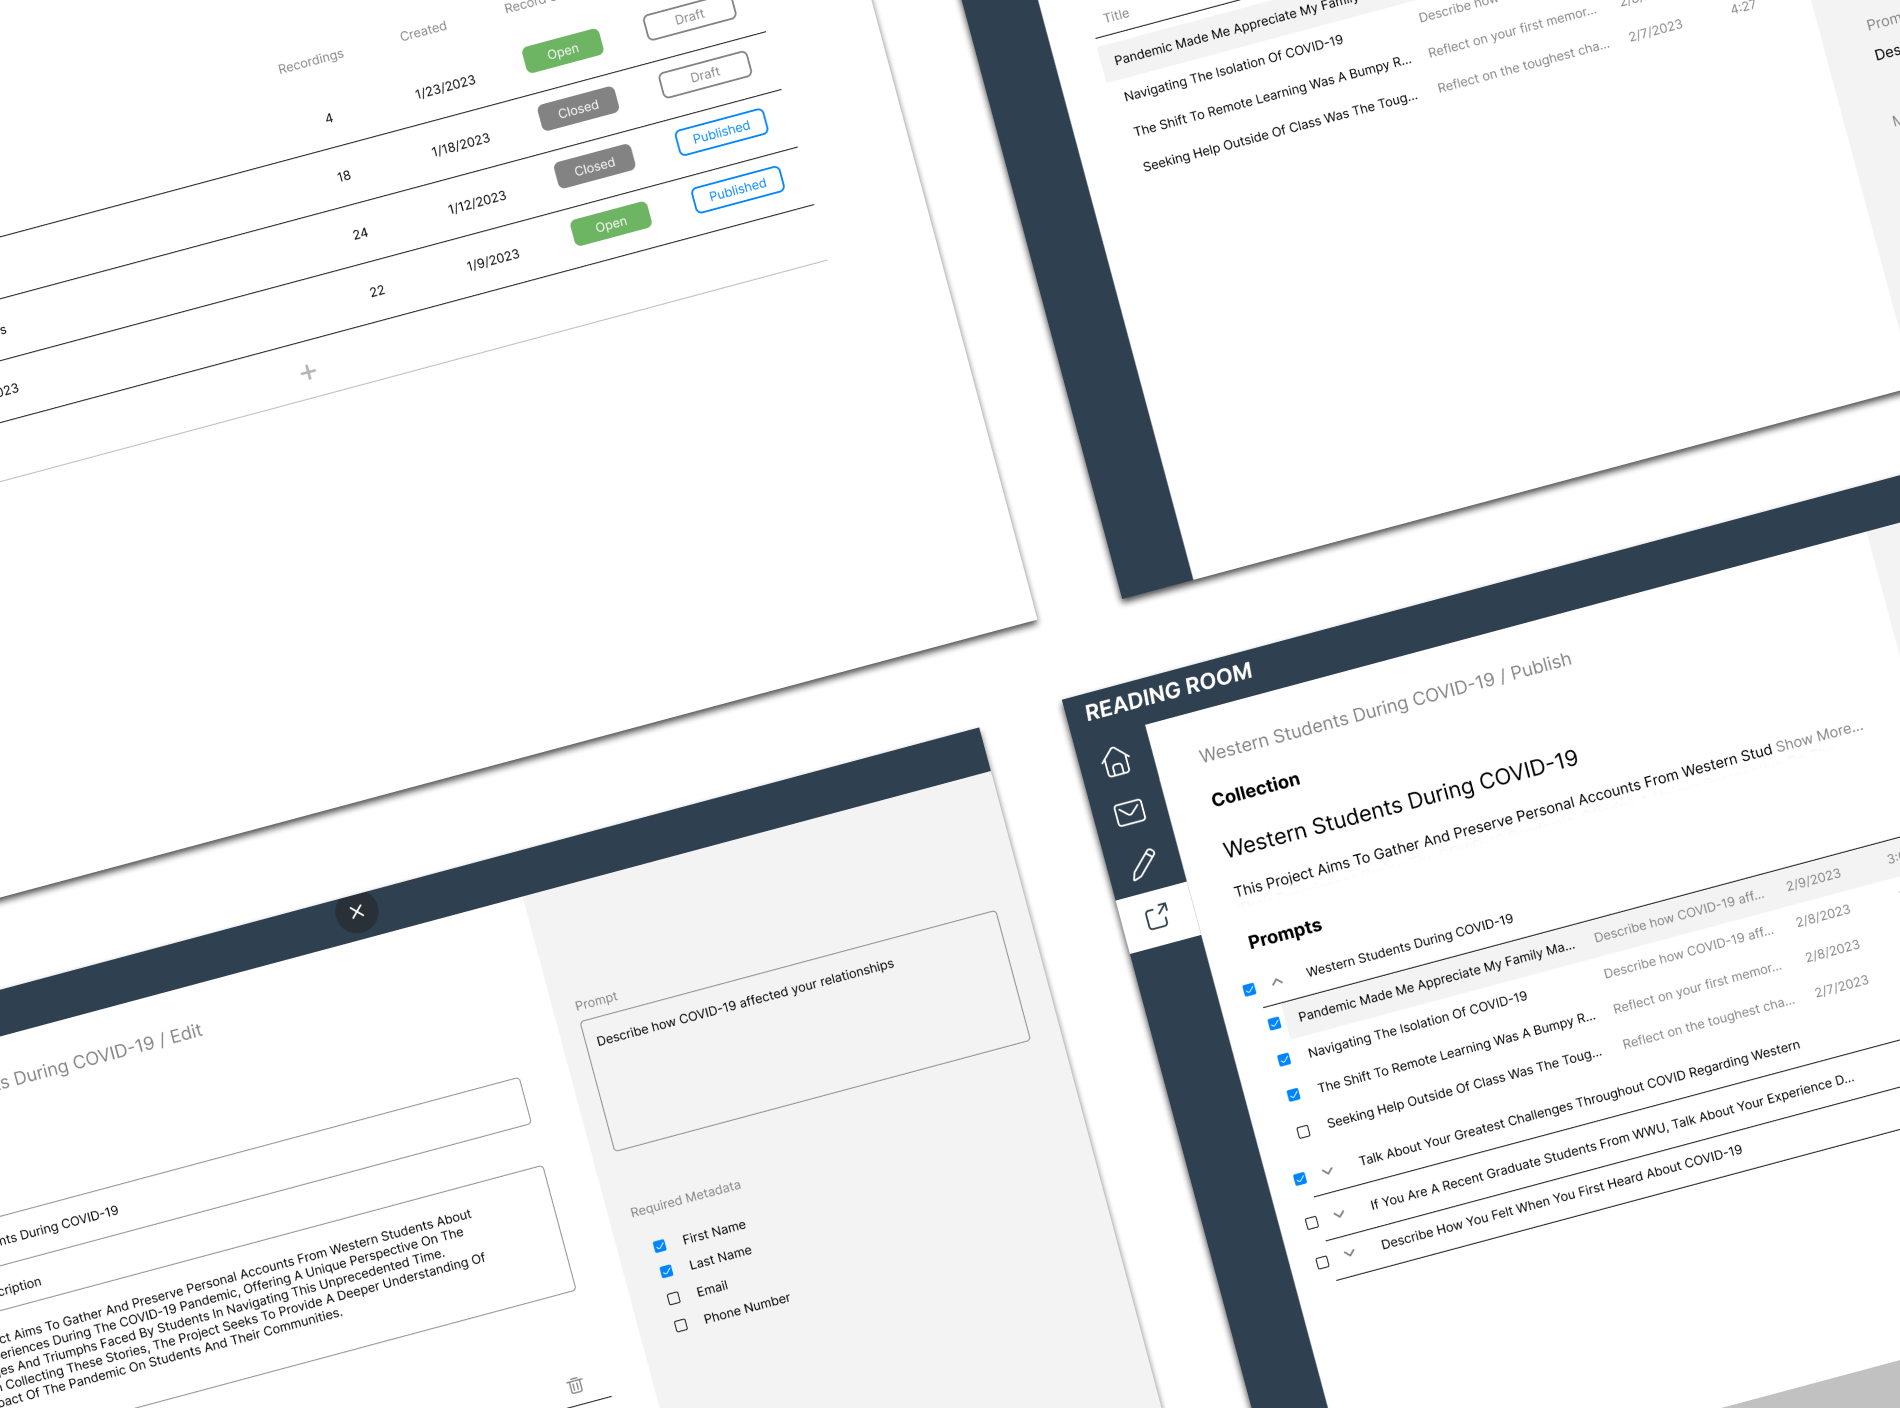 Recordings
Created
Record
Draft
4
1/23/2023
Open
Draft
18
1/18/2023
Closed
Published
24
1/12/2023
Closed
Published
22
1/9/2023
Open
s
023
+
Title
Pandemic Made Me Appreciate My Family
Describe how
Navigating The Isolation Of COVID-19
Reflect on your first memor...
The Shift To Remote Learning Was A Bumpy R...
Reflect on the toughest cha...
2/7/2023
4:27
Seeking Help Outside Of Class Was The Toug...
Prom
Des
s During COVID-19 / Edit
nts During COVID-19
cription
ct Aims To Gather And Preserve Personal Accounts From Western Students About
eriences During The COVID-19 Pandemic, Offering A Unique Perspective On The
es And Triumphs Faced By Students In Navigating This Unprecedented Time.
Collecting These Stories, The Project Seeks To Provide A Deeper Understanding Of
pact Of The Pandemic On Students And Their Communities.
Prompt
Describe how COVID-19 affected your relationships
Required Metadata
First Name
Last Name
Email
Phone Number
READING ROOM
Western Students During COVID-19 / Publish
Collection
Western Students During COVID-19
This Project Aims To Gather And Preserve Personal Accounts From Western Stud Show More...
Prompts
Western Students During COVID-19
Pandemic Made Me Appreciate My Family Ma... Describe how COVID-19 aff... 2/9/2023
Navigating The Isolation Of COVID-19 Describe how COVID-19 aff... 2/8/2023
The Shift To Remote Learning Was A Bumpy R... Reflect on your first memor... 2/8/2023
Seeking Help Outside Of Class Was The Toug... Reflect on the toughest cha... 2/7/2023
Talk About Your Greatest Challenges Throughout COVID Regarding Western
If You Are A Recent Graduate Students From WWU, Talk About Your Experience D...
Describe How You Felt When You First Heard About COVID-19